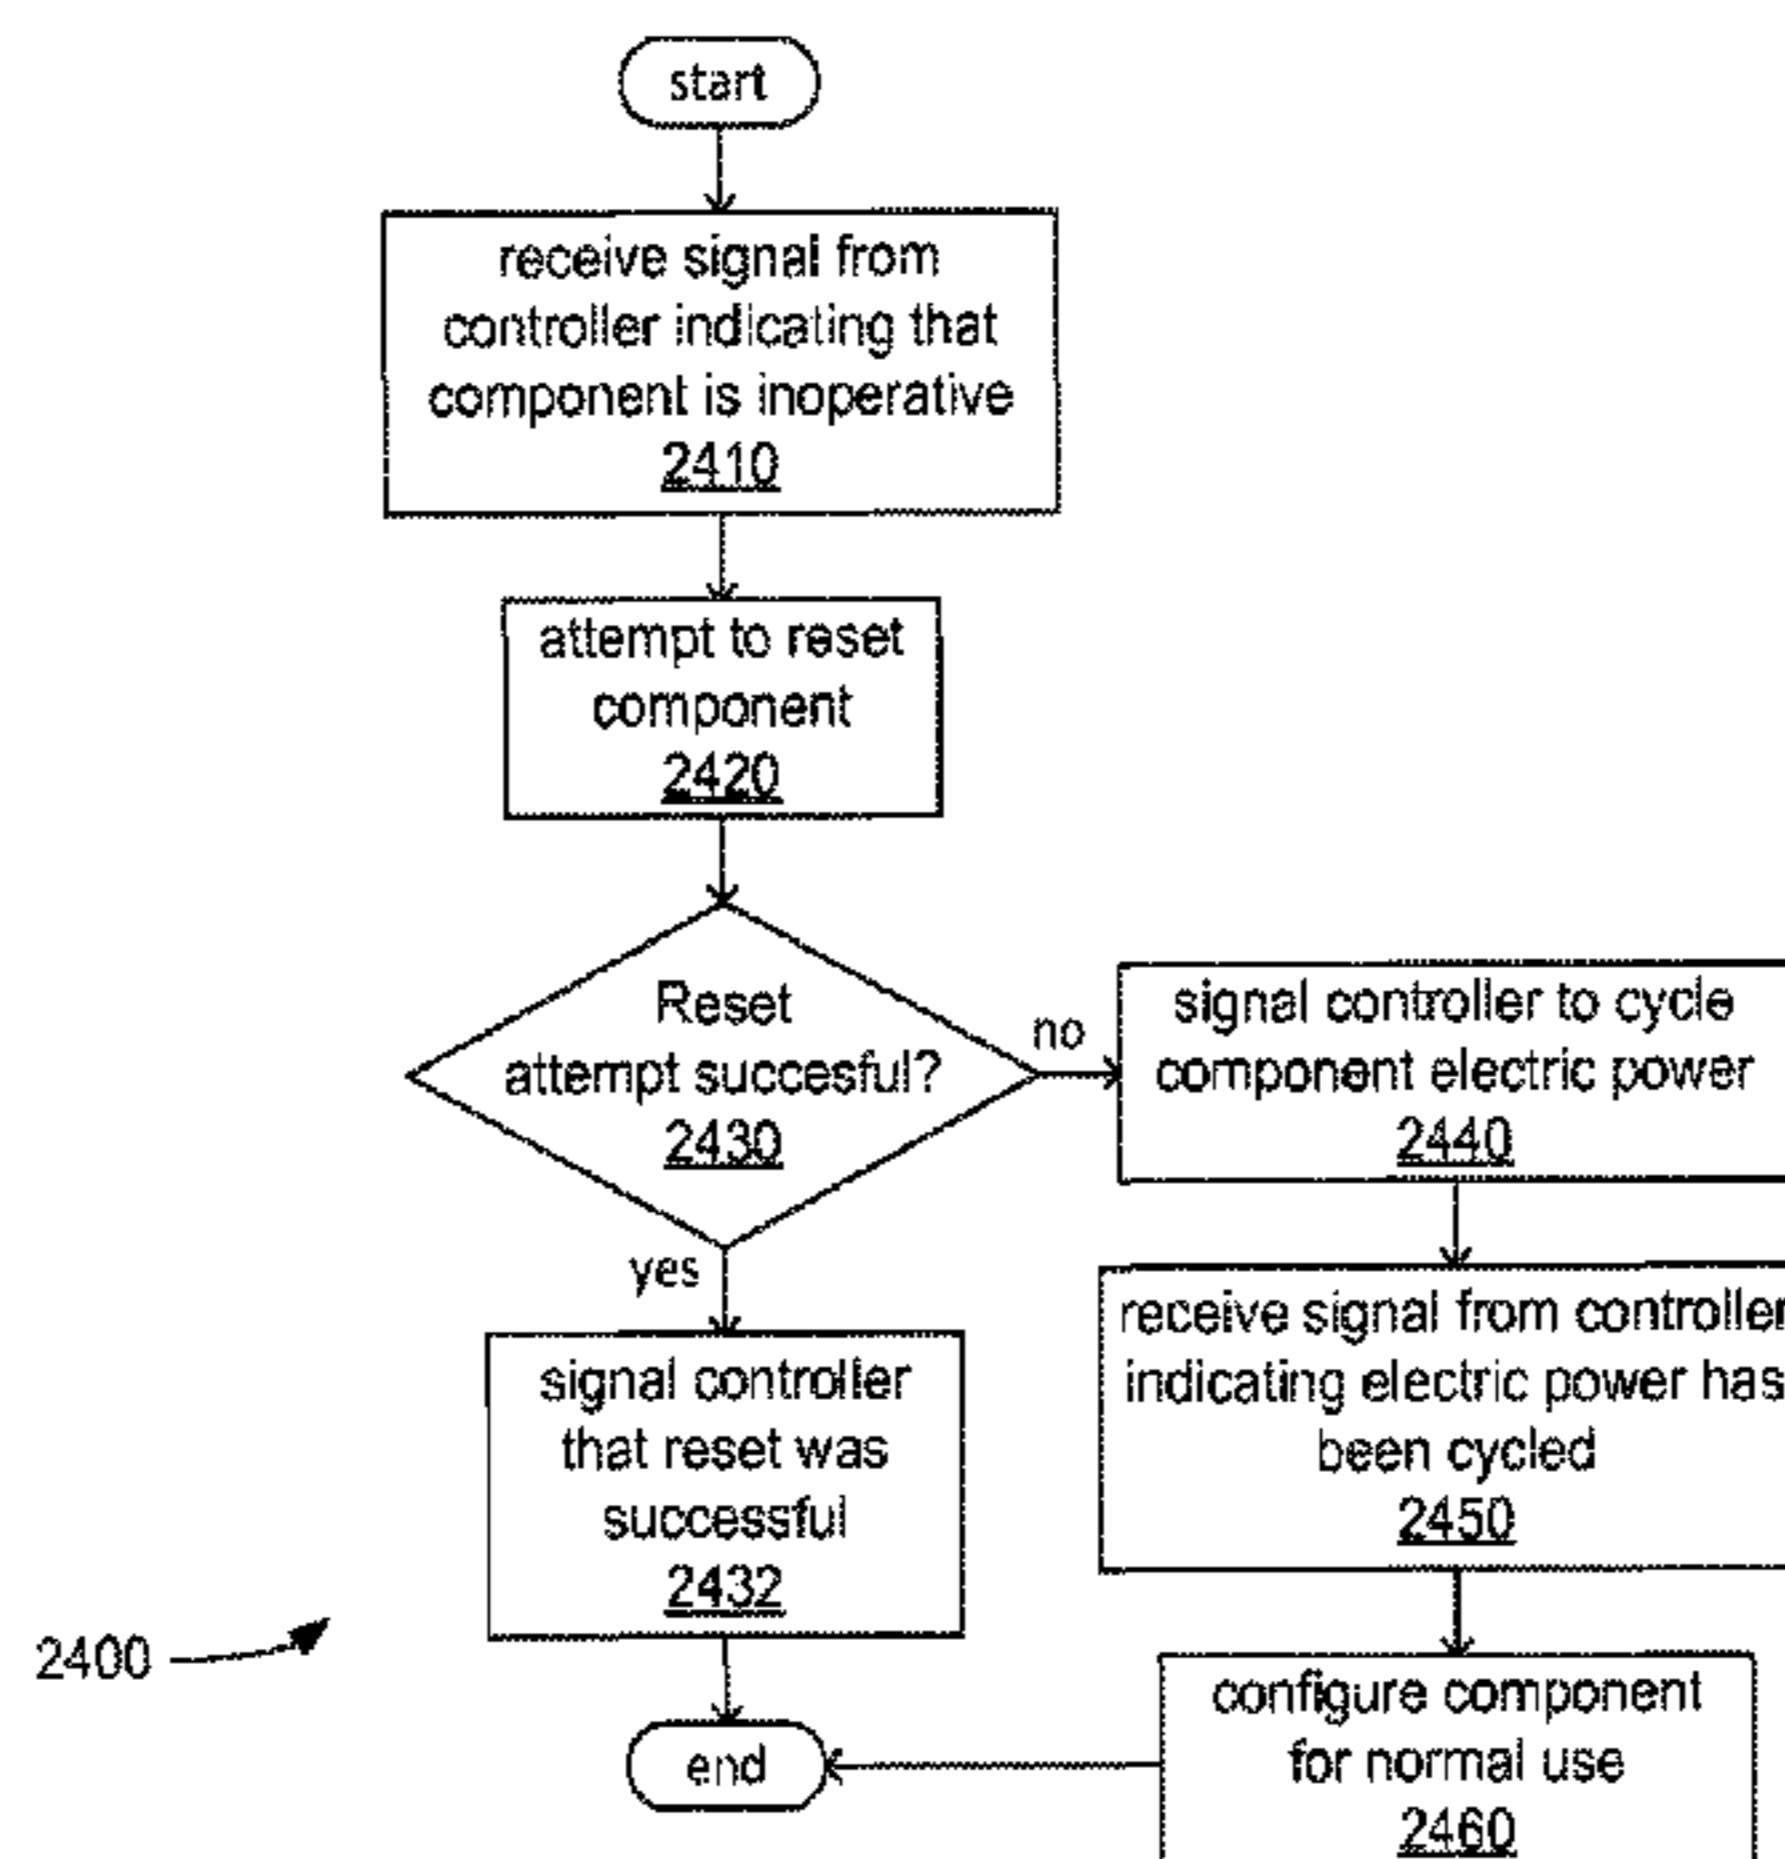 start
receive signal from
controller indicating that
component is inoperative
2410
attempt to reset
component
2420
Reset
attempt succesful?
2430
no
yes
signal controller to cycle
component electric power
2440
receive signal from controller
indicating electric power has
been cycled
2450
signal controller
that reset was
successful
2432
configure component
for normal use
2460
end
2400